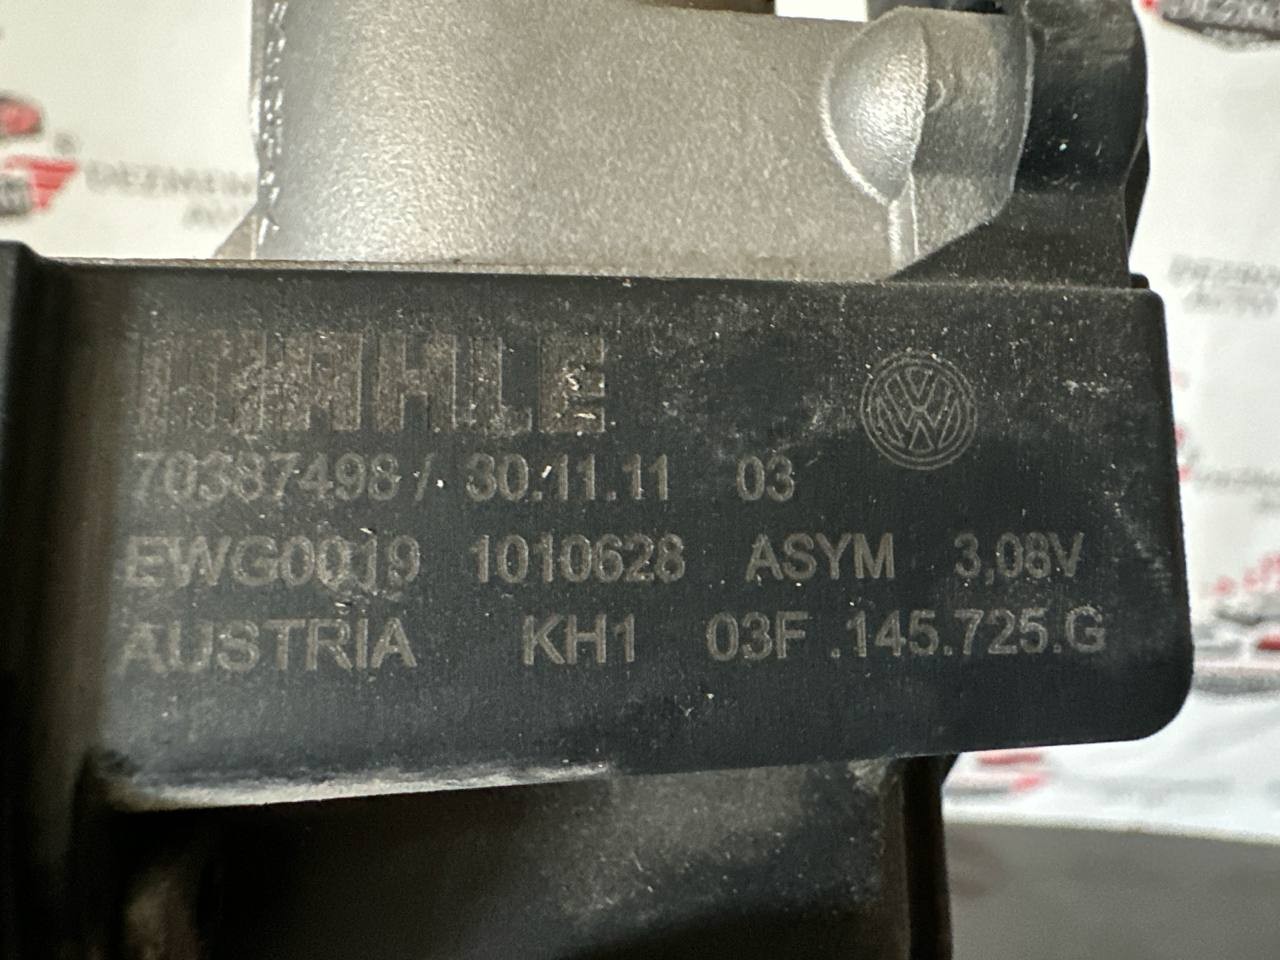 MAHLE
70387498 / 30.11.11 03
EWG0019 1010628 ASYM 3,08V
AUSTRIA KH1 03F.145.725.G